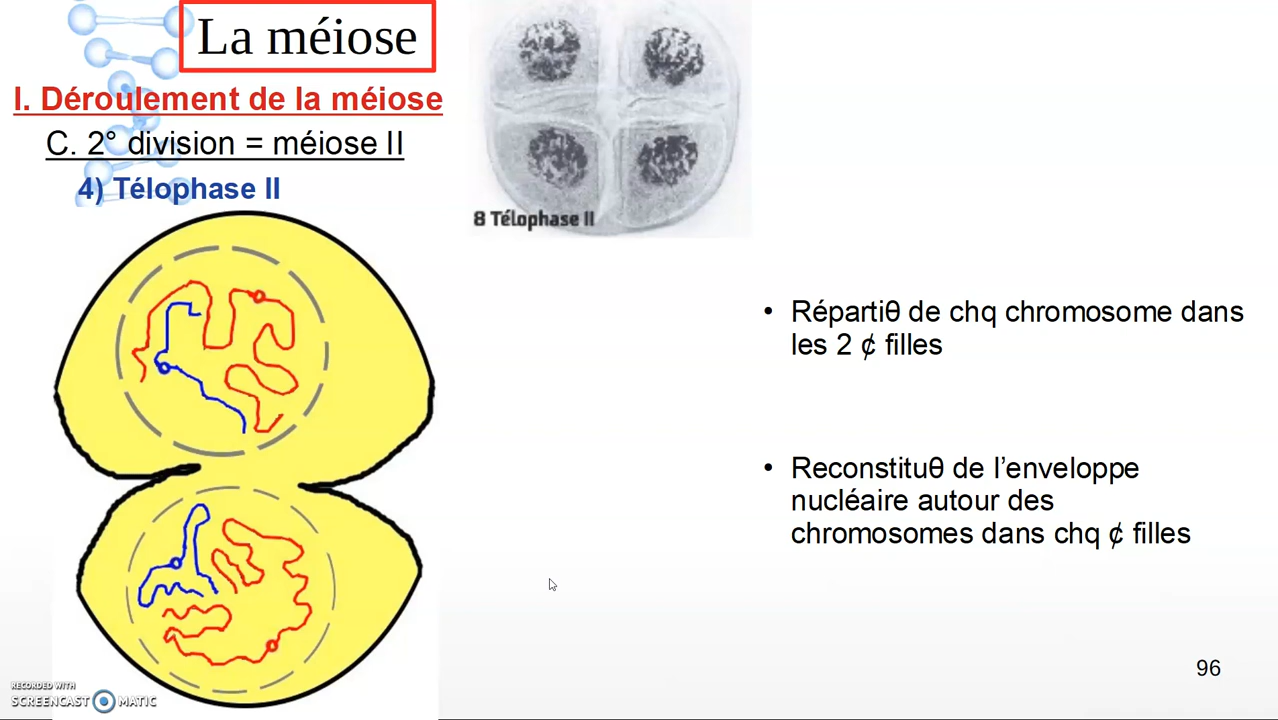 La méiose
I. Déroulement de la méiose
C. 2° division = méiose II
4) Télophase II
8 Télophase II
• Répartiθ de chq chromosome dans
les 2 ȼ filles
• Reconstituθ de l’enveloppe
nucléaire autour des
chromosomes dans chq ȼ filles
96
RECORDED WITH
SCREENCAST MATIC